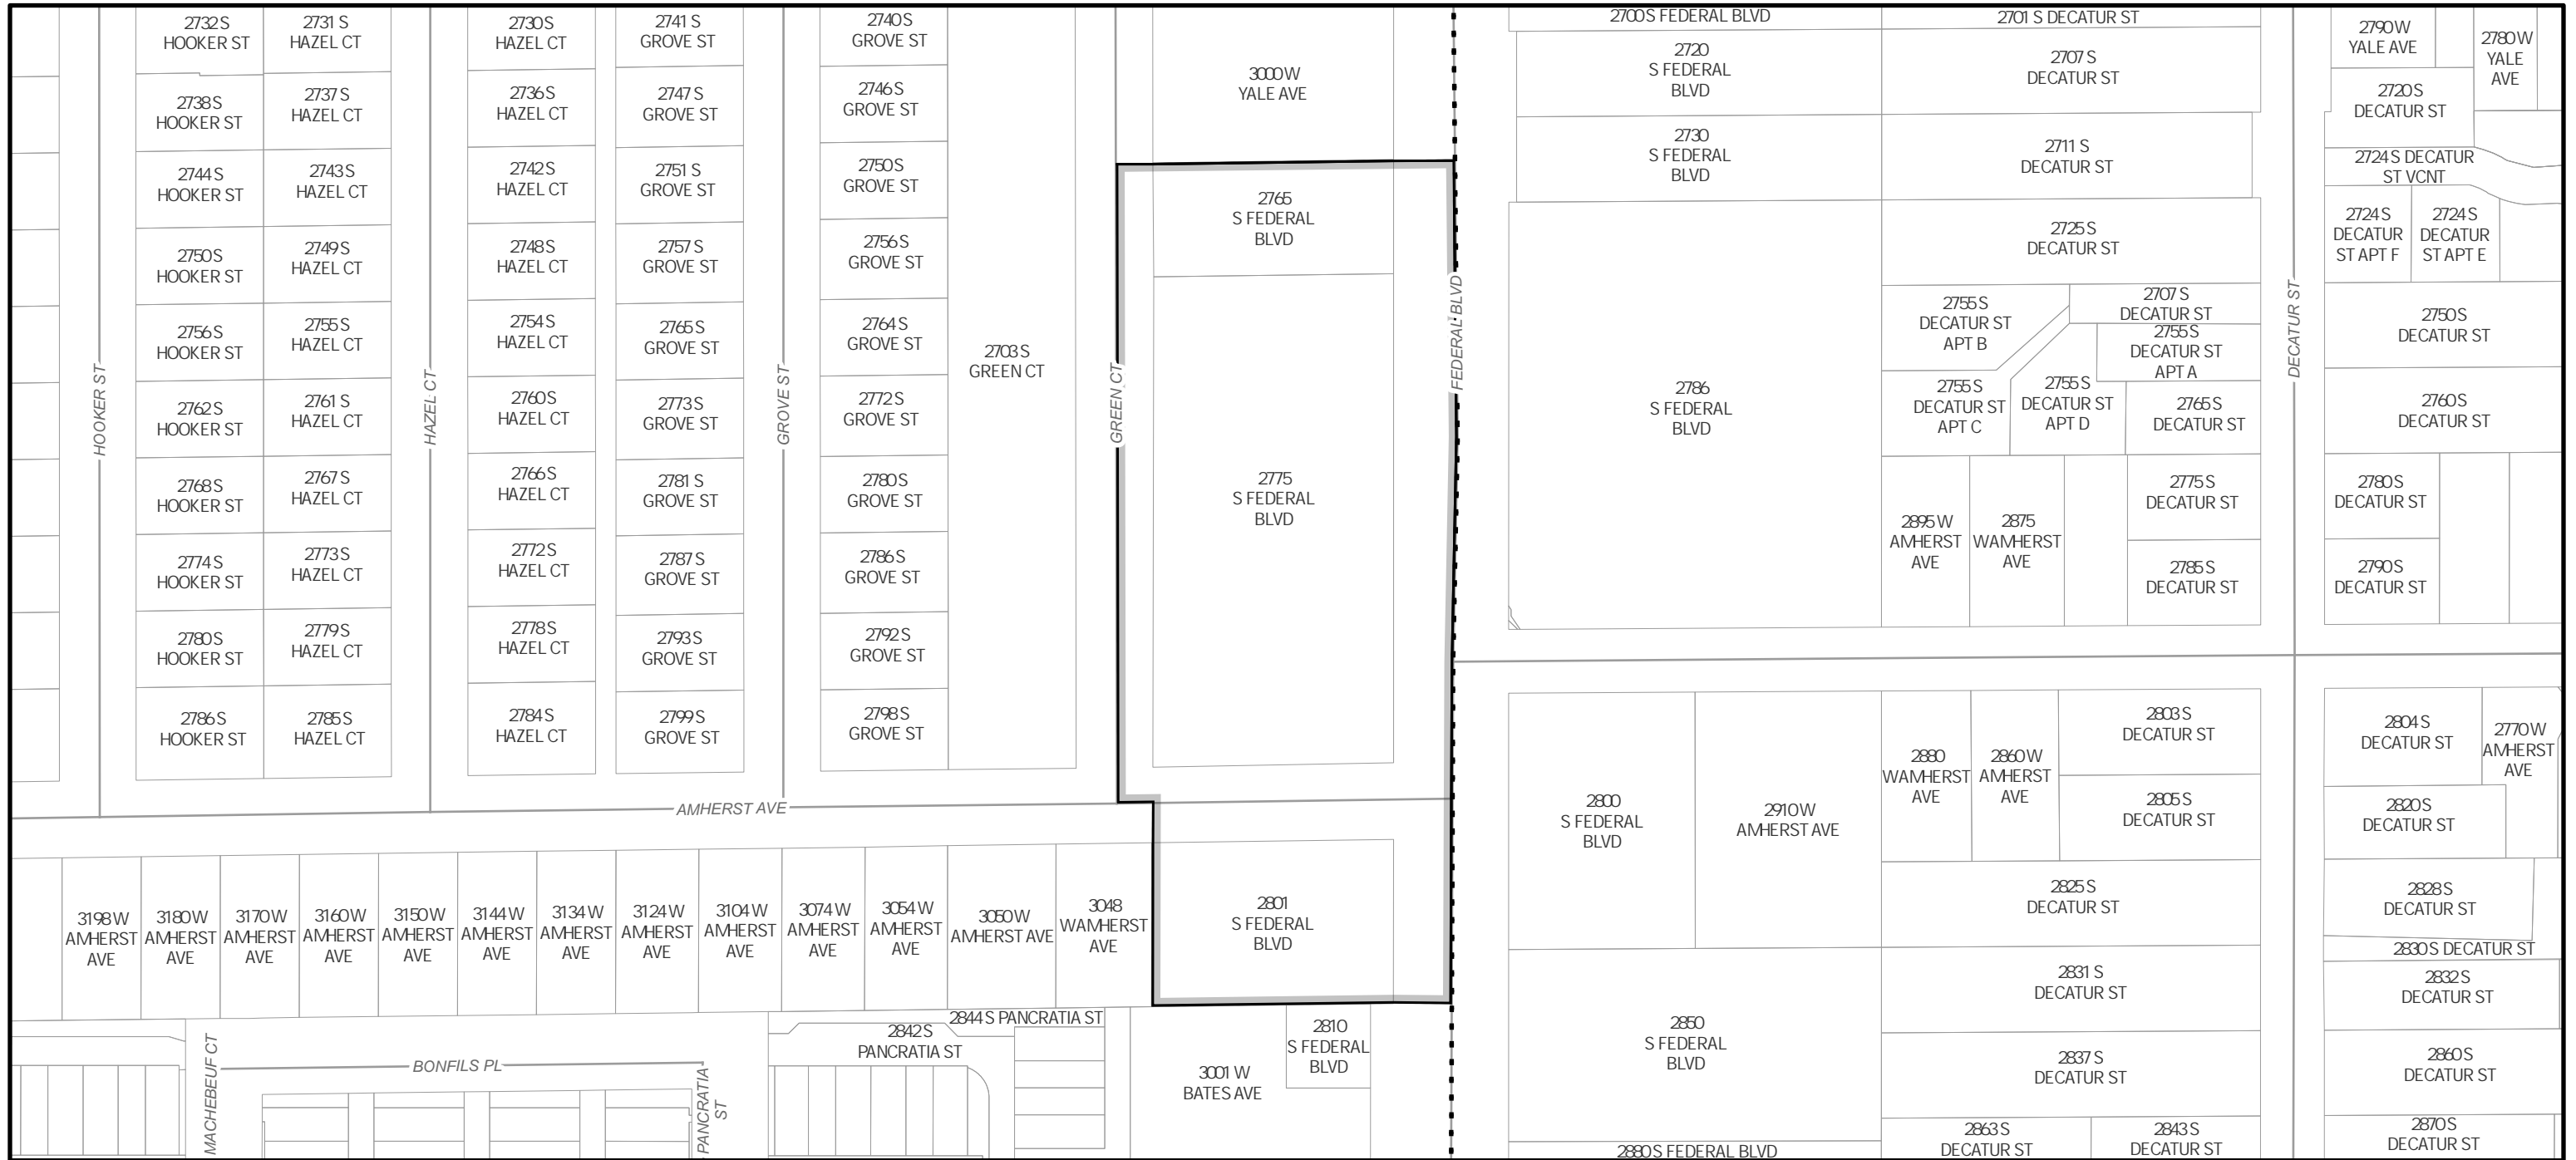 2732 S
HOOKER ST
2738 S
HOOKER ST
2744 S
HOOKER ST
2750 S
HOOKER ST
2756 S
HOOKER ST
2762 S
HOOKER ST
2768 S
HOOKER ST
2774 S
HOOKER ST
2780 S
HOOKER ST
2786 S
HOOKER ST
HOOKER ST
2731 S
HAZEL CT
2737 S
HAZEL CT
2743 S
HAZEL CT
2749 S
HAZEL CT
2755 S
HAZEL CT
2761 S
HAZEL CT
2767 S
HAZEL CT
2773 S
HAZEL CT
2779 S
HAZEL CT
2785 S
HAZEL CT
HAZEL CT
2730 S
HAZEL CT
2736 S
HAZEL CT
2742 S
HAZEL CT
2748 S
HAZEL CT
2754 S
HAZEL CT
2760 S
HAZEL CT
2766 S
HAZEL CT
2772 S
HAZEL CT
2778 S
HAZEL CT
2784 S
HAZEL CT
2741 S
GROVE ST
2747 S
GROVE ST
2751 S
GROVE ST
2757 S
GROVE ST
2765 S
GROVE ST
2773 S
GROVE ST
2781 S
GROVE ST
2787 S
GROVE ST
2793 S
GROVE ST
2799 S
GROVE ST
GROVE ST
2740 S
GROVE ST
2746 S
GROVE ST
2750 S
GROVE ST
2756 S
GROVE ST
2764 S
GROVE ST
2772 S
GROVE ST
2780 S
GROVE ST
2786 S
GROVE ST
2792 S
GROVE ST
2798 S
GROVE ST
2703 S
GREEN CT
GREEN CT
3000 W
YALE AVE
2765
S FEDERAL
BLVD
2775
S FEDERAL
BLVD
2801
S FEDERAL
BLVD
FEDERAL BLVD
AMHERST AVE
3198 W
AMHERST
AVE
3180 W
AMHERST
AVE
3170 W
AMHERST
AVE
3160 W
AMHERST
AVE
3150 W
AMHERST
AVE
3144 W
AMHERST
AVE
3134 W
AMHERST
AVE
3124 W
AMHERST
AVE
3104 W
AMHERST
AVE
3074 W
AMHERST
AVE
3054 W
AMHERST
AVE
3050 W
AMHERST AVE
3048
W AMHERST
AVE
MACHEBEUF CT
BONFILS PL
PANCRATIA
ST
2844 S PANCRATIA ST
2842 S
PANCRATIA ST
3001 W
BATES AVE
2810
S FEDERAL
BLVD
2700 S FEDERAL BLVD
2720
S FEDERAL
BLVD
2730
S FEDERAL
BLVD
2786
S FEDERAL
BLVD
2800
S FEDERAL
BLVD
2910 W
AMHERST AVE
2850
S FEDERAL
BLVD
2880 S FEDERAL BLVD
2701 S DECATUR ST
2707 S
DECATUR ST
2711 S
DECATUR ST
2725 S
DECATUR ST
2755 S
DECATUR ST
APT B
2707 S
DECATUR ST
2755 S
DECATUR ST
APT A
2755 S
DECATUR ST
APT C
2755 S
DECATUR ST
APT D
2765 S
DECATUR ST
2895 W
AMHERST
AVE
2875
W AMHERST
AVE
2775 S
DECATUR ST
2785 S
DECATUR ST
2880
W AMHERST
AVE
2860 W
AMHERST
AVE
2803 S
DECATUR ST
2805 S
DECATUR ST
2825 S
DECATUR ST
2831 S
DECATUR ST
2837 S
DECATUR ST
2863 S
DECATUR ST
2843 S
DECATUR ST
DECATUR ST
2790 W
YALE AVE
2780 W
YALE
AVE
2720 S
DECATUR ST
2724 S DECATUR
ST VCNT
2724 S
DECATUR
ST APT F
2724 S
DECATUR
ST APT E
2750 S
DECATUR ST
2760 S
DECATUR ST
2780 S
DECATUR ST
2790 S
DECATUR ST
2804 S
DECATUR ST
2770 W
AMHERST
AVE
2820 S
DECATUR ST
2828 S
DECATUR ST
2830 S DECATUR ST
2832 S
DECATUR ST
2860 S
DECATUR ST
2870 S
DECATUR ST